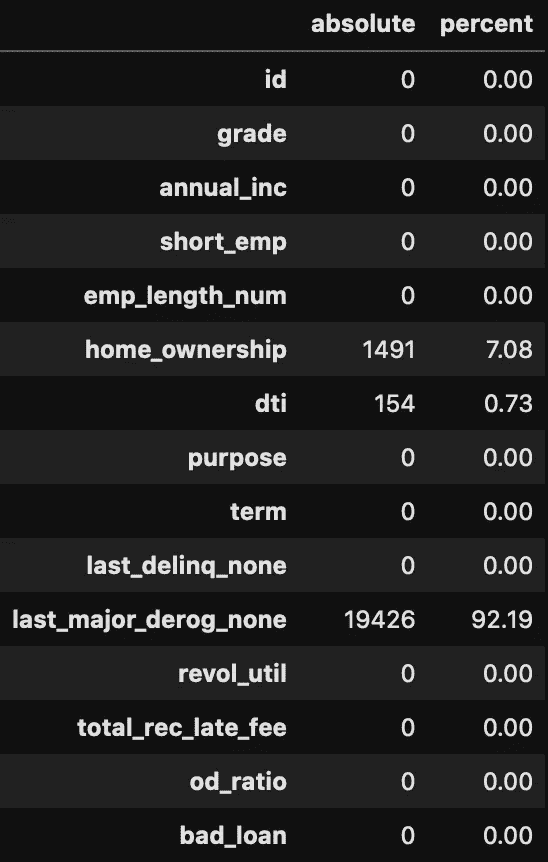 absolute percent
id 0 0.00
grade 0 0.00
annual_inc 0 0.00
short_emp 0 0.00
emp_length_num 0 0.00
home_ownership 1491 7.08
dti 154 0.73
purpose 0 0.00
term 0 0.00
last_delinq_none 0 0.00
last_major_derog_none 19426 92.19
revol_util 0 0.00
total_rec_late_fee 0 0.00
od_ratio 0 0.00
bad_loan 0 0.00